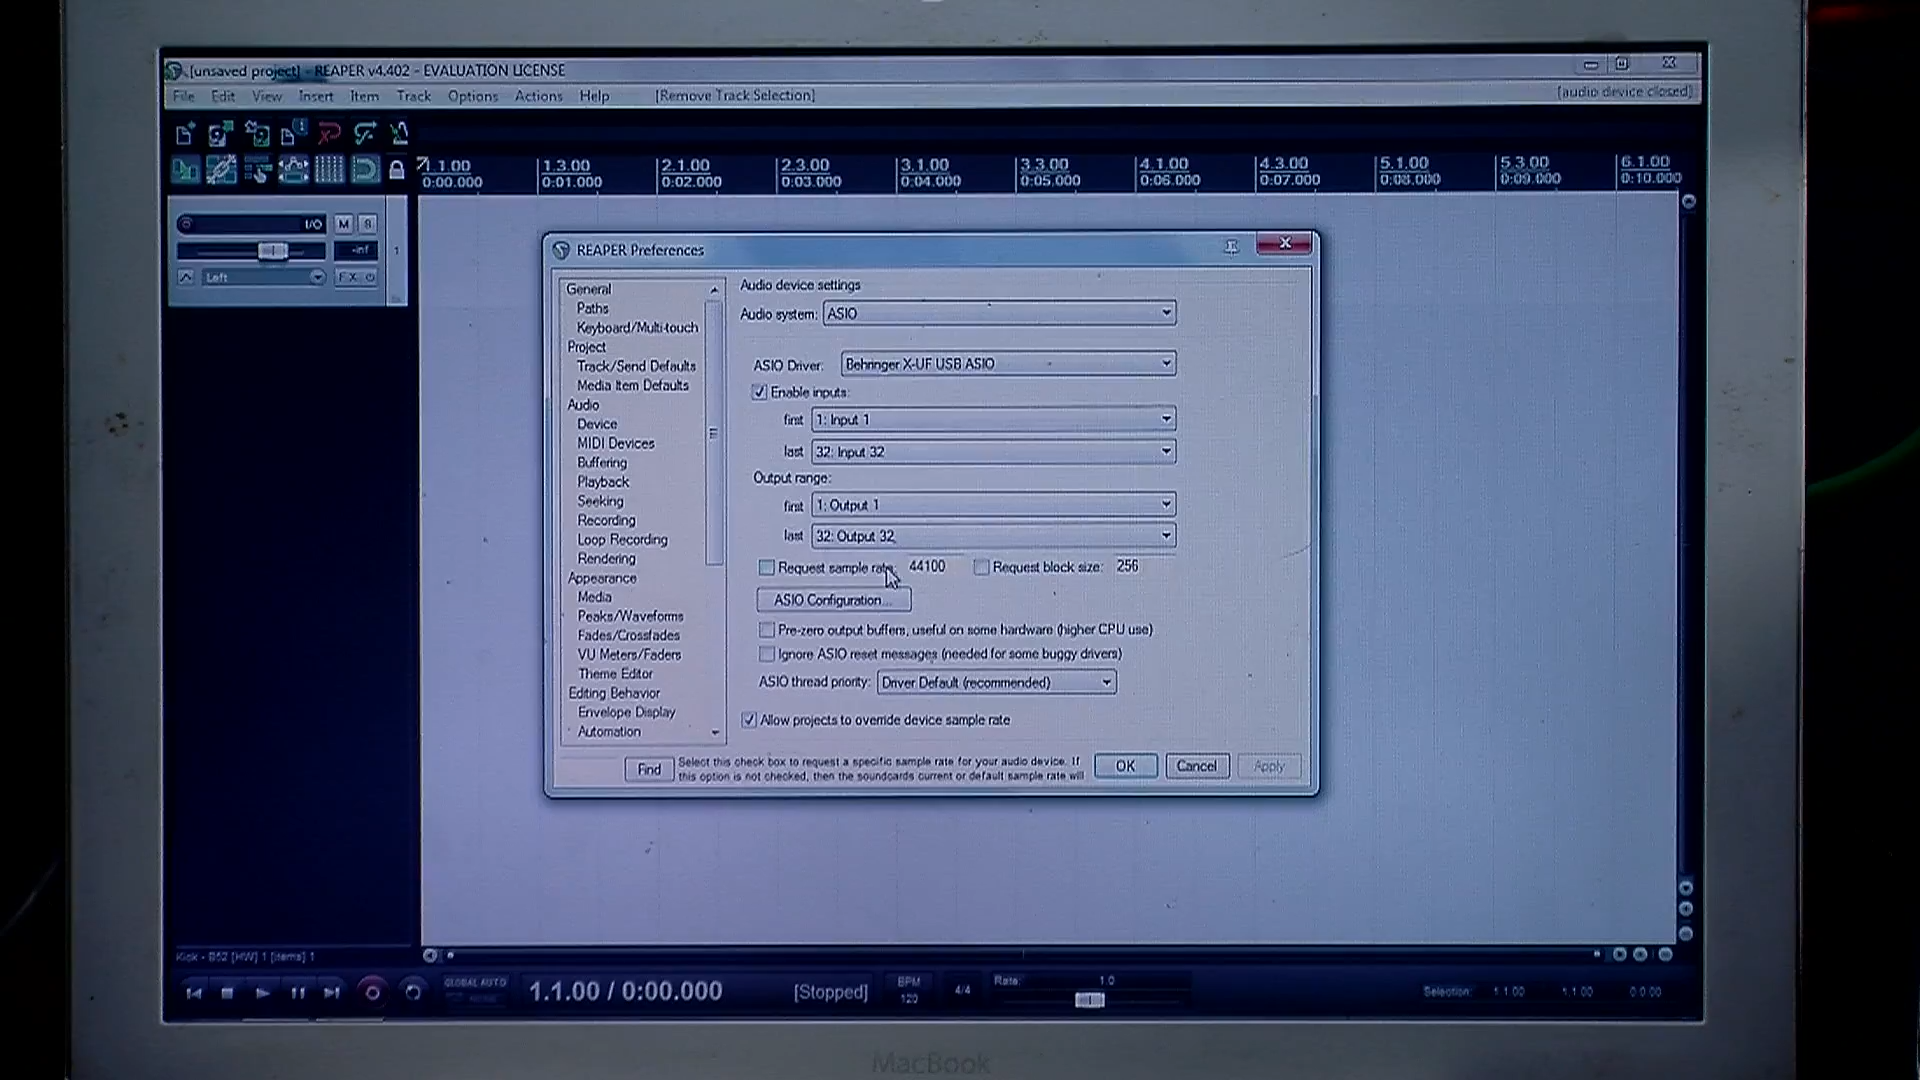 [unsaved project] - REAPER v4.402 - EVALUATION LICENSE
File Edit View Insert Item Track Options Actions Help [Remove Track Selection] [audio device closed]
1.1.00 1.3.00 2.1.00 2.3.00 3.1.00 3.3.00 4.1.00 4.3.00 5.1.00 5.3.00 6.1.00
0:00.000 0:01.000 0:02.000 0:03.000 0:04.000 0:05.000 0:06.000 0:07.000 0:08.000 0:09.000 0:10.000
I/O M S
-inf 1
Left FX
REAPER Preferences
General
Paths
Keyboard/Multi-touch
Project
Track/Send Defaults
Media Item Defaults
Audio
Device
MIDI Devices
Buffering
Playback
Seeking
Recording
Loop Recording
Rendering
Appearance
Media
Peaks/Waveforms
Fades/Crossfades
VU Meters/Faders
Theme Editor
Editing Behavior
Envelope Display
Automation
Audio device settings
Audio system: ASIO
ASIO Driver: Behringer X-UF USB ASIO
Enable inputs:
first 1: Input 1
last 32: Input 32
Output range:
first 1: Output 1
last 32: Output 32
Request sample rate: 44100 Request block size: 256
ASIO Configuration...
Pre-zero output buffers, useful on some hardware (higher CPU use)
Ignore ASIO reset messages (needed for some buggy drivers)
ASIO thread priority: Driver Default (recommended)
Allow projects to override device sample rate
Find
Select this check box to request a specific sample rate for your audio device. If
this option is not checked, then the soundcards current or default sample rate will
OK Cancel Apply
Kick - B52 [HW] 1 [items] 1
GLOBAL AUTO
1.1.00 / 0:00.000 [Stopped]
BPM
120
4/4
Rate: 1.0
Selection: 1.1.00 1.1.00 0.0.00
MacBook